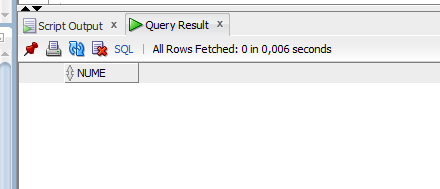 Script Output x Query Result x
SQL | All Rows Fetched: 0 in 0,006 seconds
NUME